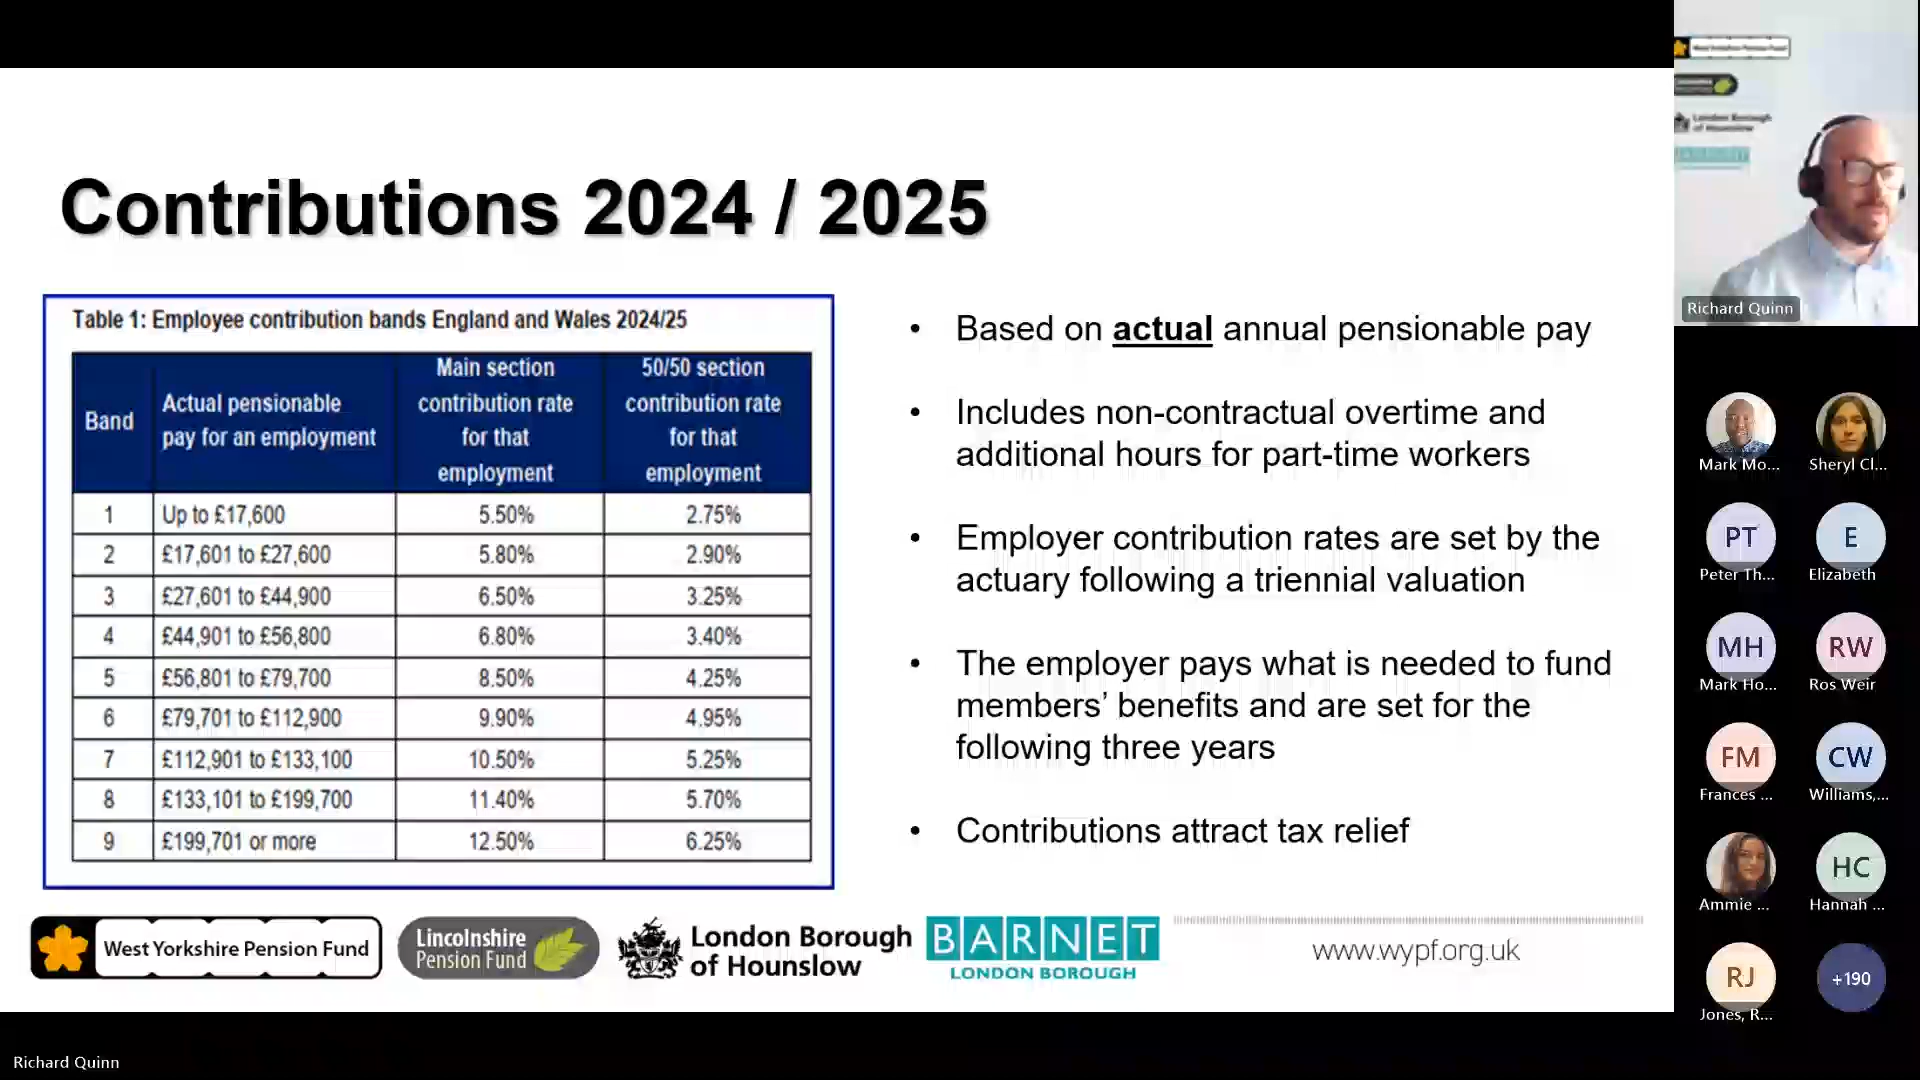 Contributions 2024 / 2025
Table 1: Employee contribution bands England and Wales 2024/25
Band
Actual pensionable
pay for an employment
Main section
contribution rate
for that
employment
50/50 section
contribution rate
for that
employment
1 Up to £17,600 5.50% 2.75%
2 £17,601 to £27,600 5.80% 2.90%
3 £27,601 to £44,900 6.50% 3.25%
4 £44,901 to £56,800 6.80% 3.40%
5 £56,801 to £79,700 8.50% 4.25%
6 £79,701 to £112,900 9.90% 4.95%
7 £112,901 to £133,100 10.50% 5.25%
8 £133,101 to £199,700 11.40% 5.70%
9 £199,701 or more 12.50% 6.25%
• Based on actual annual pensionable pay
• Includes non-contractual overtime and
additional hours for part-time workers
• Employer contribution rates are set by the
actuary following a triennial valuation
• The employer pays what is needed to fund
members’ benefits and are set for the
following three years
• Contributions attract tax relief
West Yorkshire Pension Fund
Lincolnshire
Pension Fund
London Borough
of Hounslow
BARNET
LONDON BOROUGH
www.wypf.org.uk
London Borough
of Hounslow
Richard Quinn
Mark Mo... Sheryl Cl...
PT E
Peter Th... Elizabeth
MH RW
Mark Ho... Ros Weir
FM CW
Frances ... Williams,...
HC
Ammie ... Hannah ...
RJ +190
Jones, R...
Richard Quinn